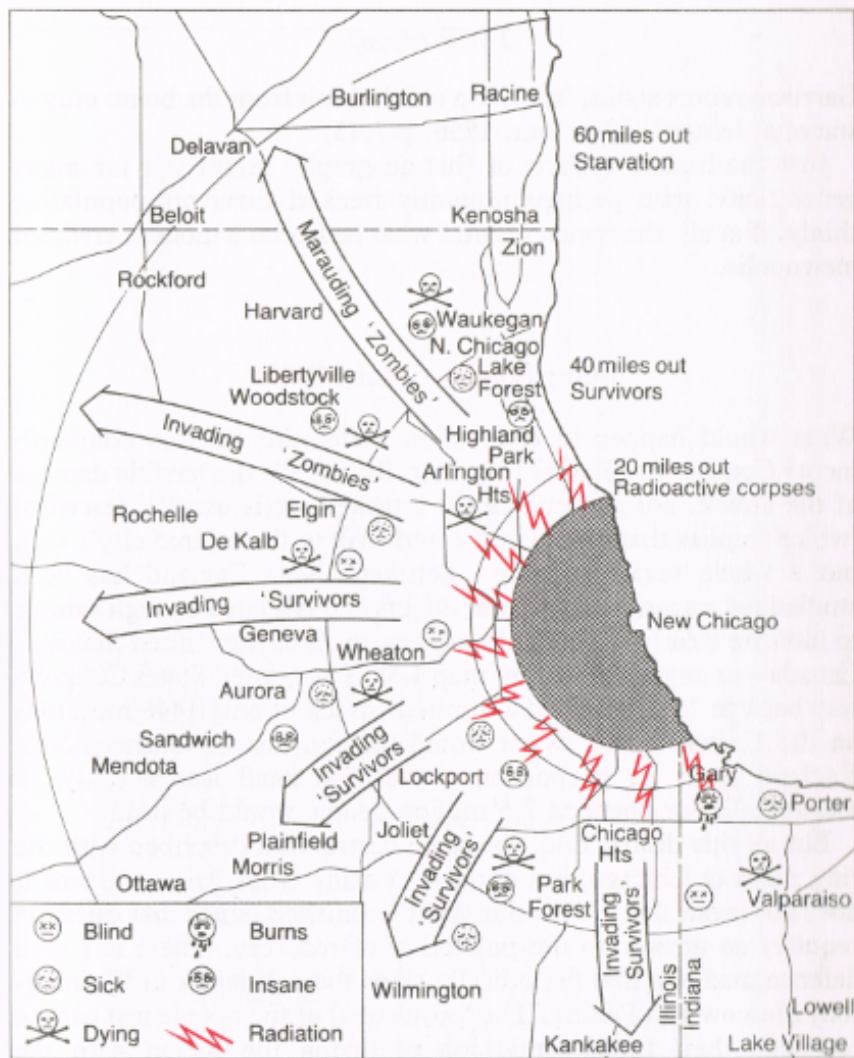 Burlington
Racine
Delavan
60 miles out
Starvation
Beloit
Kenosha
Zion
Rockford
Harvard
Marauding 'Zombies'
Waukegan
N. Chicago
Lake
Forest
40 miles out
Survivors
Libertyville
Woodstock
Highland
Park
Invading 'Zombies'
Arlington
Hts
20 miles out
Radioactive corpses
Rochelle
Elgin
De Kalb
Invading 'Survivors
Geneva
New Chicago
Wheaton
Aurora
Sandwich
Mendota
Invading 'Survivors
Lockport
Gary
Porter
Plainfield
Joliet
Morris
Ottawa
Invading Survivors'
Chicago
Hts
Park
Forest
Valparaiso
Invading 'Survivors'
Illinois
Indiana
Wilmington
Lowell
Kankakee
Lake Village
Blind
Burns
Sick
Insane
Dying
Radiation